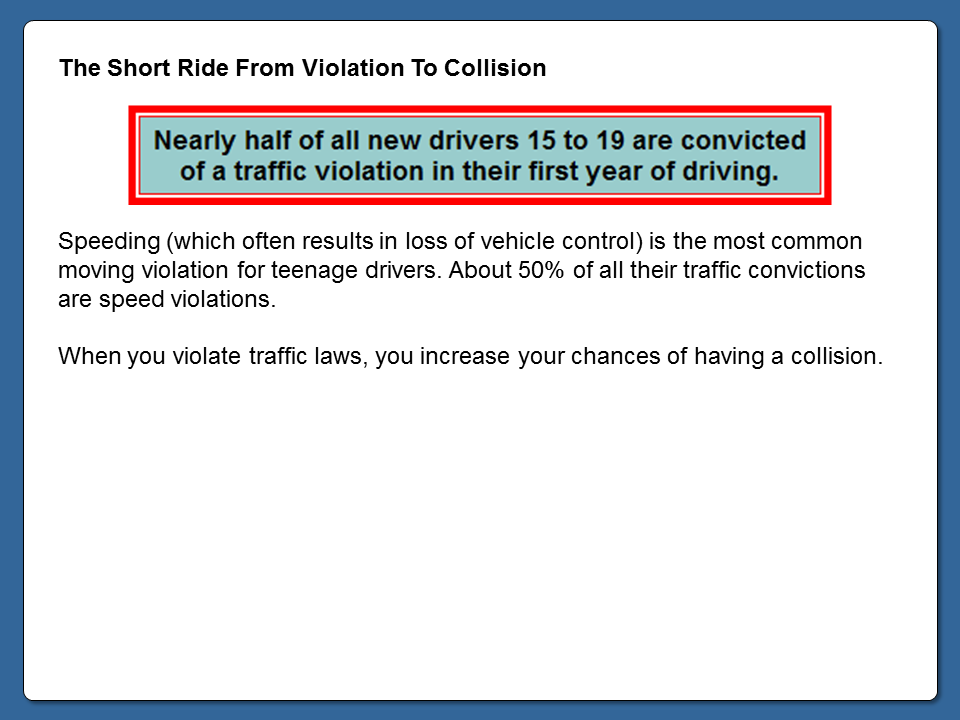 The Short Ride From Violation To Collision
Nearly half of all new drivers 15 to 19 are convicted
of a traffic violation in their first year of driving.
Speeding (which often results in loss of vehicle control) is the most common
moving violation for teenage drivers. About 50% of all their traffic convictions
are speed violations.
When you violate traffic laws, you increase your chances of having a collision.